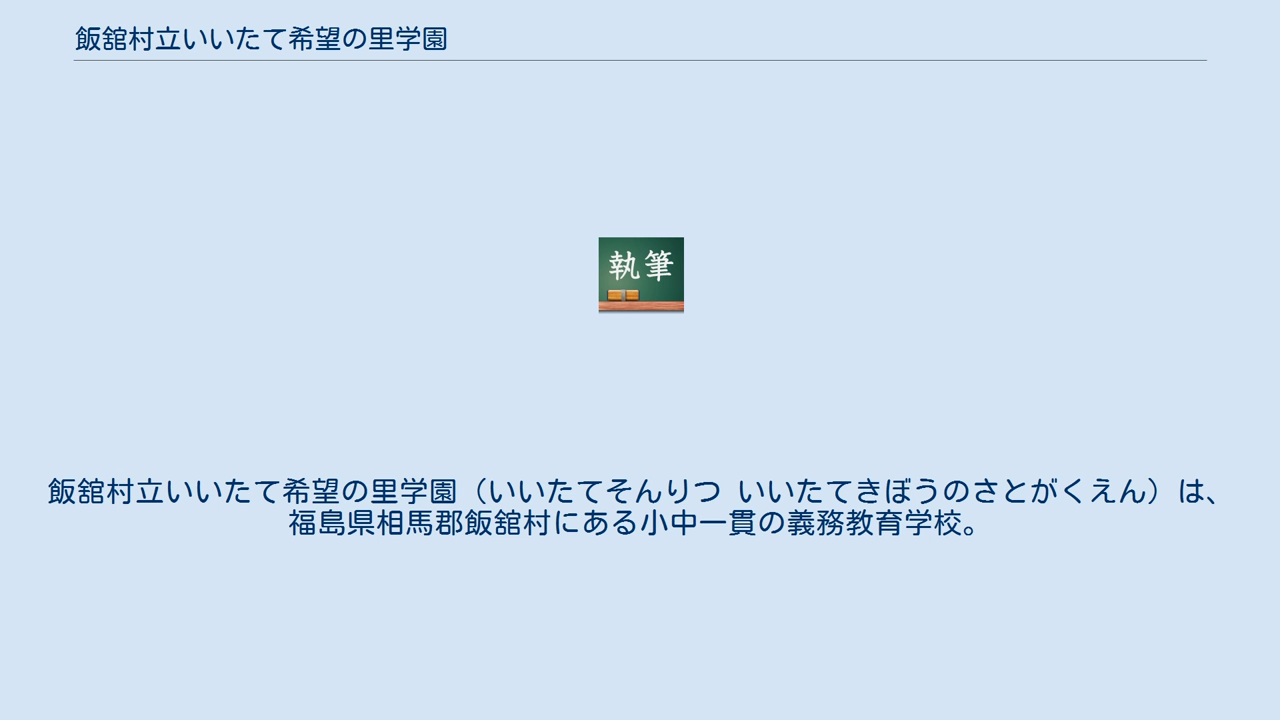 飯舘村立いいたて希望の里学園
執筆
飯舘村立いいたて希望の里学園（いいたてそんりつ いいたてきぼうのさとがくえん）は、
福島県相馬郡飯舘村にある小中一貫の義務教育学校。